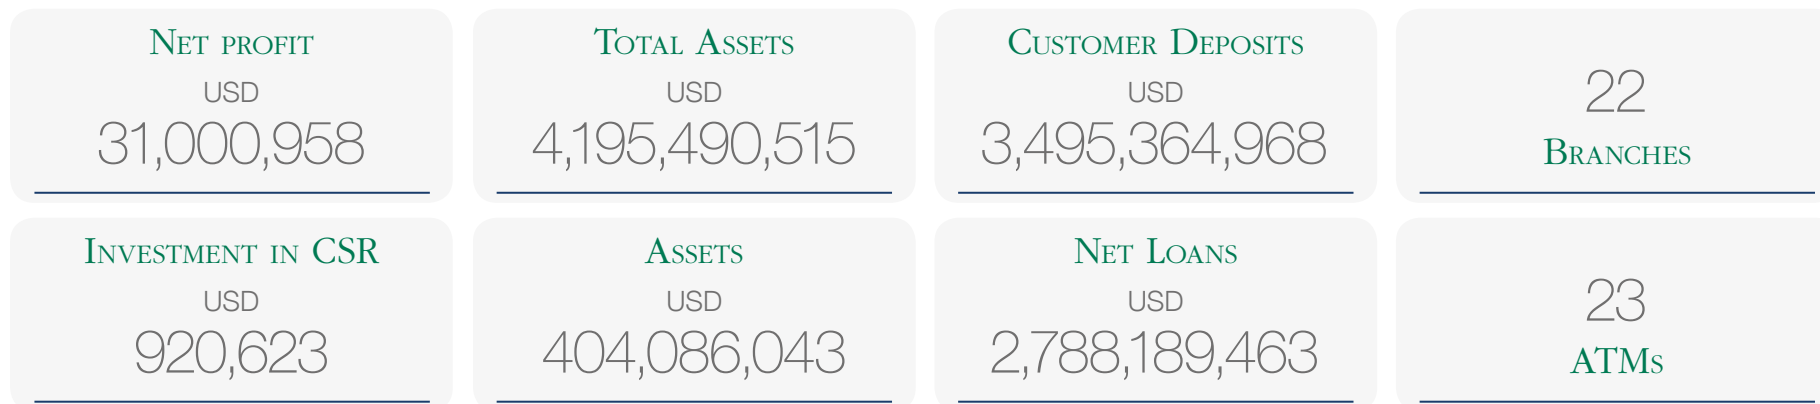 Net profit
USD
31,000,958
Total Assets
USD
4,195,490,515
Customer Deposits
USD
3,495,364,968
22
Branches
Investment in CSR
USD
920,623
Assets
USD
404,086,043
Net Loans
USD
2,788,189,463
23
ATMs